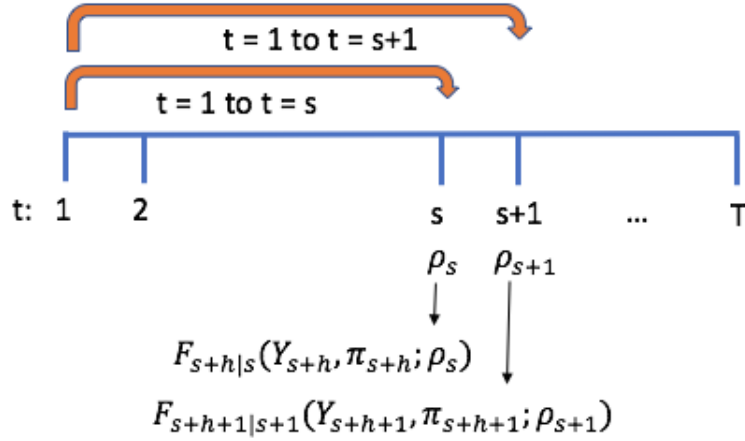 t = 1 to t = s+1
t = 1 to t = s
t: 1 2 s s+1 ... T
ρ_s ρ_{s+1}
F_{s+h|s}(Y_{s+h}, π_{s+h}; ρ_s)
F_{s+h+1|s+1}(Y_{s+h+1}, π_{s+h+1}; ρ_{s+1})